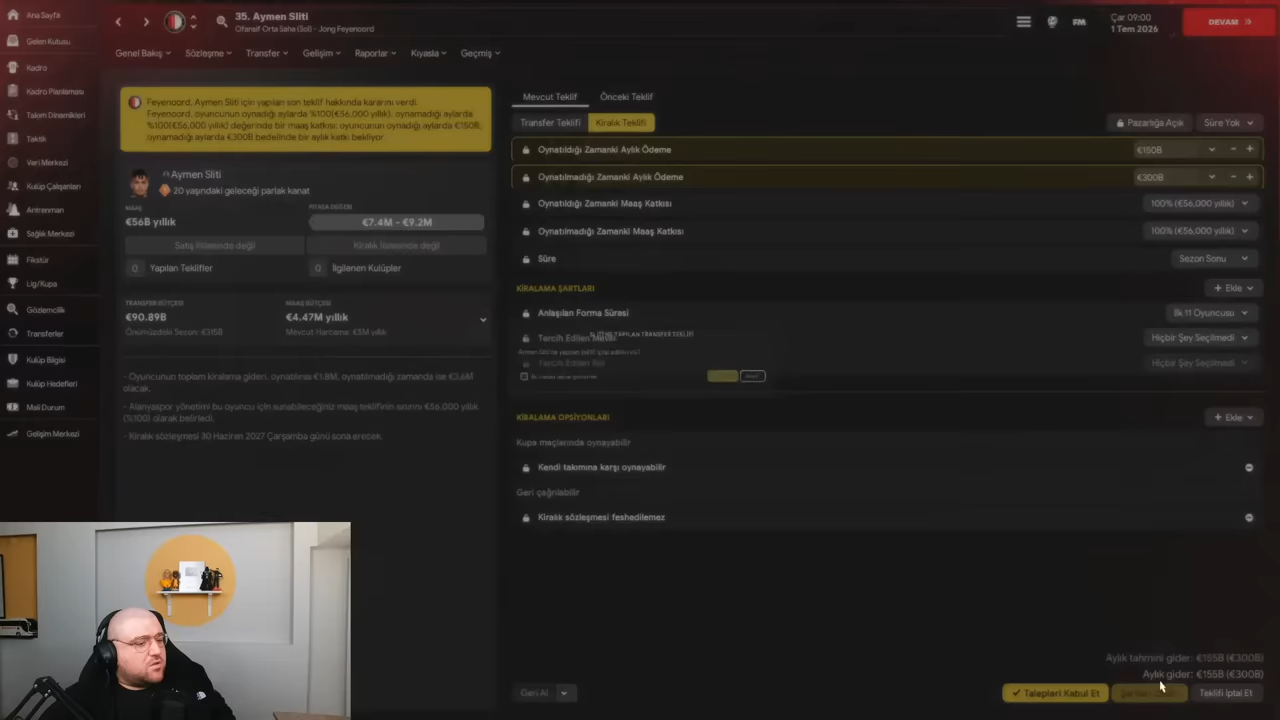 Ana Sayfa
Gelen Kutusu
Kadro
Kadro Planlaması
Takım Dinamikleri
Taktik
Veri Merkezi
Kulüp Çalışanları
Antrenman
Sağlık Merkezi
Fikstür
Lig/Kupa
Gözlemcilik
Transferler
Kulüp Bilgisi
Kulüp Hedefleri
Mali Durum
Gelişim Merkezi
35. Aymen Sliti
Ofansif Orta Saha (Sol) - Jong Feyenoord
FM
Çar 09:00
1 Tem 2026
DEVAM
Genel Bakış
Sözleşme
Transfer
Gelişim
Raporlar
Kıyasla
Geçmiş
Feyenoord, Aymen Sliti için yapılan son teklif hakkında kararını verdi.
Feyenoord, oyuncunun oynadığı aylarda %100(€56,000 yıllık), oynamadığı aylarda
%100(€56,000 yıllık) değerinde bir maaş katkısı; oyuncunun oynadığı aylarda €150B,
oynamadığı aylarda €300B bedelinde bir aylık katkı bekliyor.
Aymen Sliti
20 yaşındaki geleceği parlak kanat
MAAŞ
€56B yıllık
PİYASA DEĞERİ
€7.4M - €9.2M
Satış listesinde değil
Kiralık listesinde değil
0 Yapılan Teklifler
0 İlgilenen Kulüpler
TRANSFER BÜTÇESİ
€90.89B
Önümüzdeki Sezon: €315B
MAAŞ BÜTÇESİ
€4.47M yıllık
Mevcut Harcama: €5M yıllık
- Oyuncunun toplam kiralama gideri, oynatılırsa €1.8M, oynatılmadığı zamanda ise €3.6M
olacak.
- Alanyaspor yönetimi bu oyuncu için sunabileceğiniz maaş teklifinin sınırını €56,000 yıllık
(%100) olarak belirledi.
- Kiralık sözleşmesi 30 Haziran 2027 Çarşamba günü sona erecek.
Mevcut Teklif
Önceki Teklif
Transfer Teklifi
Kiralık Teklifi
Pazarlığa Açık
Süre Yok
Oynatıldığı Zamanki Aylık Ödeme
€150B
Oynatılmadığı Zamanki Aylık Ödeme
€300B
Oynatıldığı Zamanki Maaş Katkısı
100% (€56,000 yıllık)
Oynatılmadığı Zamanki Maaş Katkısı
100% (€56,000 yıllık)
Süre
Sezon Sonu
KİRALAMA ŞARTLARI
+ Ekle
Anlaşılan Forma Süresi
İlk 11 Oyuncusu
Tercih Edilen Mevki
Hiçbir Şey Seçilmedi
Tercih Edilen Rol
Hiçbir Şey Seçilmedi
KİRALAMA OPSİYONLARI
+ Ekle
Kupa maçlarında oynayabilir
Kendi takımına karşı oynayabilir
Geri çağrılabilir
Kiralık sözleşmesi feshedilemez
Aylık tahmini gider: €155B (€300B)
Aylık gider: €155B (€300B)
Geri Al
Talepleri Kabul Et
Teklifi İptal Et